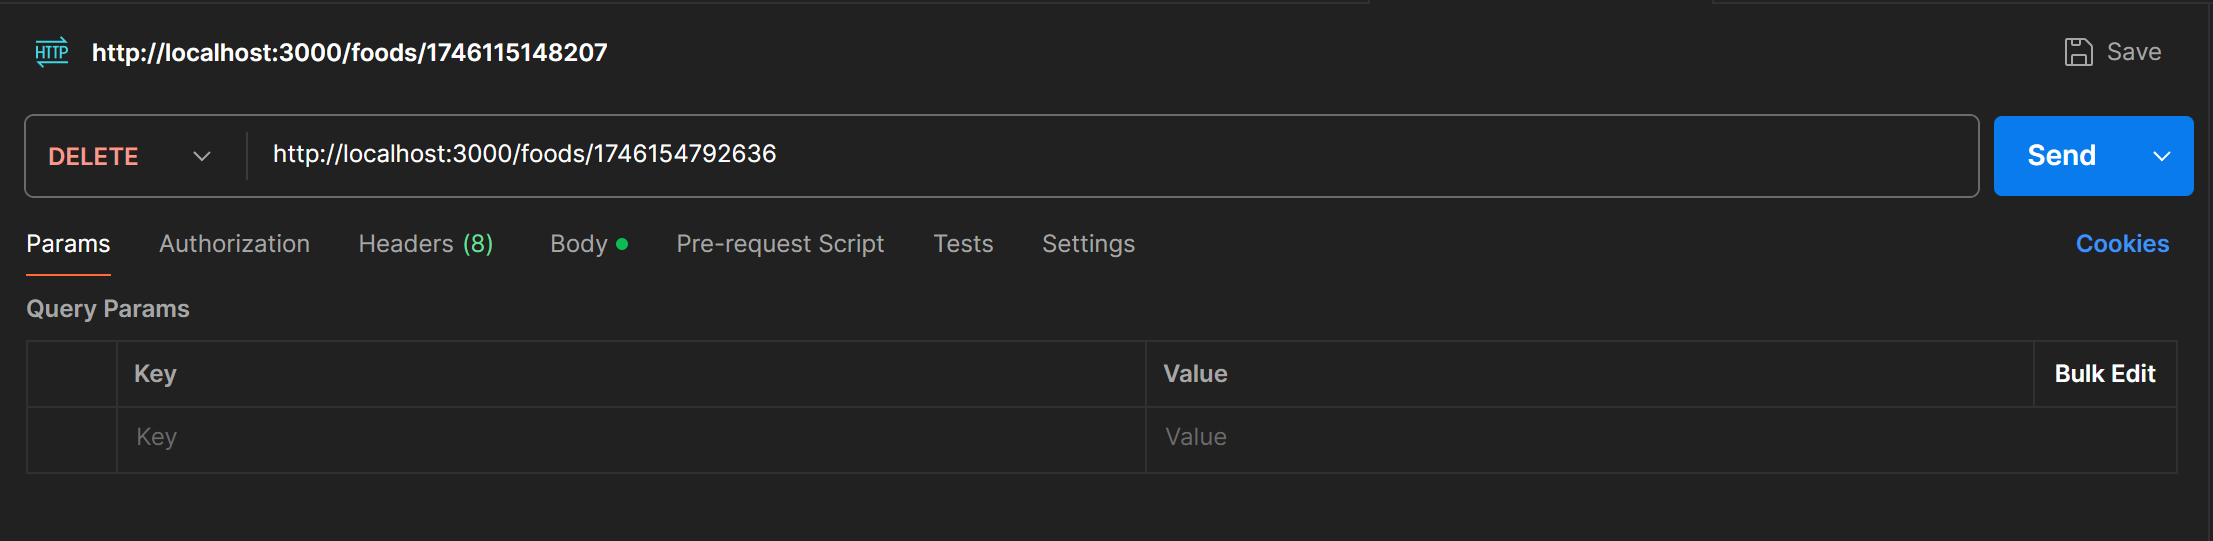 HTTP http://localhost:3000/foods/1746115148207 Save
DELETE http://localhost:3000/foods/1746154792636 Send
Params Authorization Headers (8) Body Pre-request Script Tests Settings Cookies
Query Params
Key Value Bulk Edit
Key Value